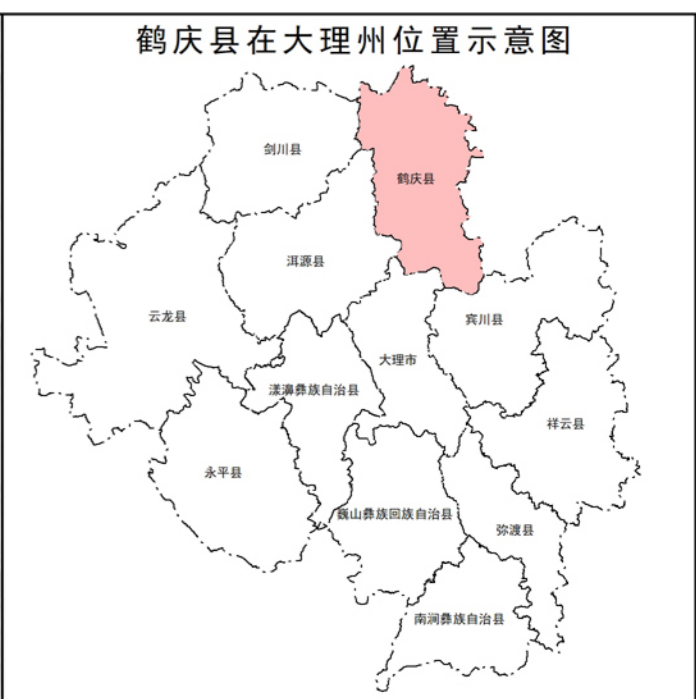 鹤庆县在大理州位置示意图
剑川县
鹤庆县
洱源县
云龙县
宾川县
大理市
漾濞彝族自治县
祥云县
永平县
巍山彝族回族自治县
弥渡县
南涧彝族自治县